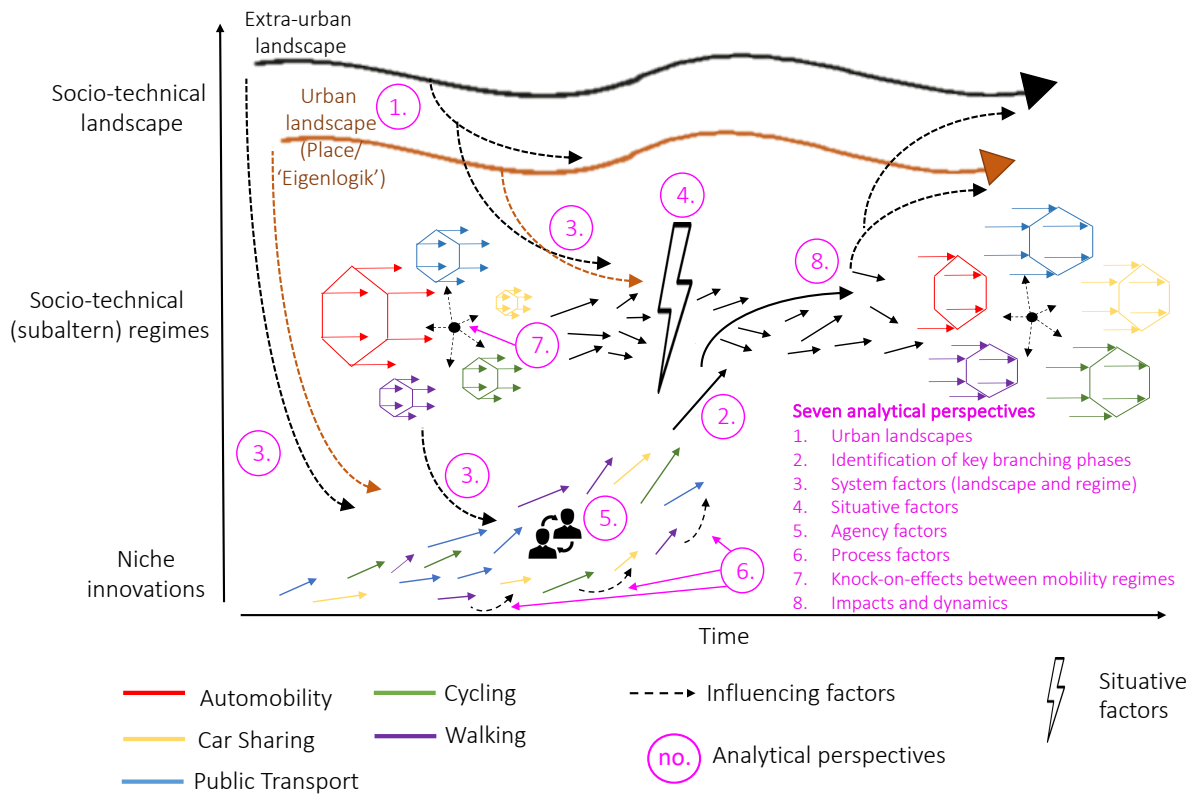 Extra-urban
landscape
Socio-technical
landscape
1.
Urban
landscape
(Place/
‘Eigenlogik’)
4.
3.
8.
Socio-technical
(subaltern) regimes
7.
2.
3.
3.
5.
6.
Niche
innovations
Seven analytical perspectives
1. Urban landscapes
2. Identification of key branching phases
3. System factors (landscape and regime)
4. Situative factors
5. Agency factors
6. Process factors
7. Knock-on-effects between mobility regimes
8. Impacts and dynamics
Time
Automobility
Car Sharing
Public Transport
Cycling
Walking
Influencing factors
no. Analytical perspectives
Situative
factors